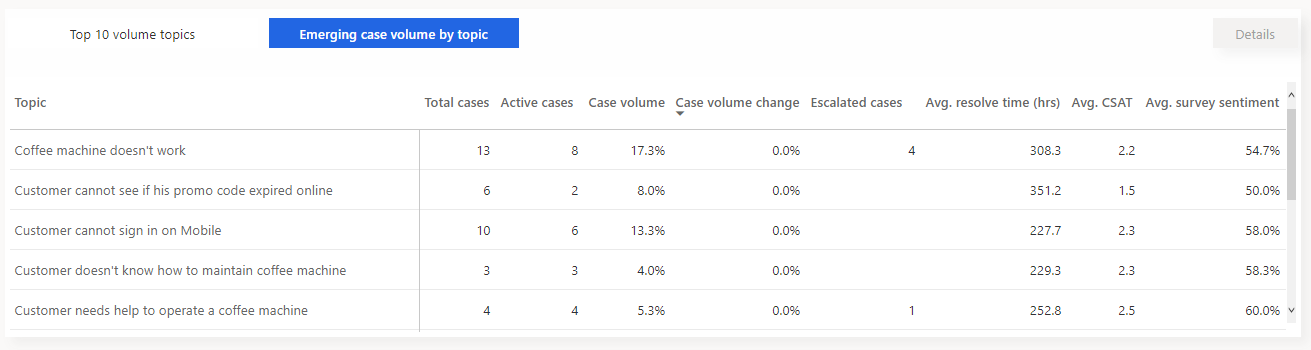 Top 10 volume topics Emerging case volume by topic Details
Topic Total cases Active cases Case volume Case volume change Escalated cases Avg. resolve time (hrs) Avg. CSAT Avg. survey sentiment
Coffee machine doesn't work 13 8 17.3% 0.0% 4 308.3 2.2 54.7%
Customer cannot see if his promo code expired online 6 2 8.0% 0.0% 351.2 1.5 50.0%
Customer cannot sign in on Mobile 10 6 13.3% 0.0% 227.7 2.3 58.0%
Customer doesn't know how to maintain coffee machine 3 3 4.0% 0.0% 229.3 2.3 58.3%
Customer needs help to operate a coffee machine 4 4 5.3% 0.0% 1 252.8 2.5 60.0%